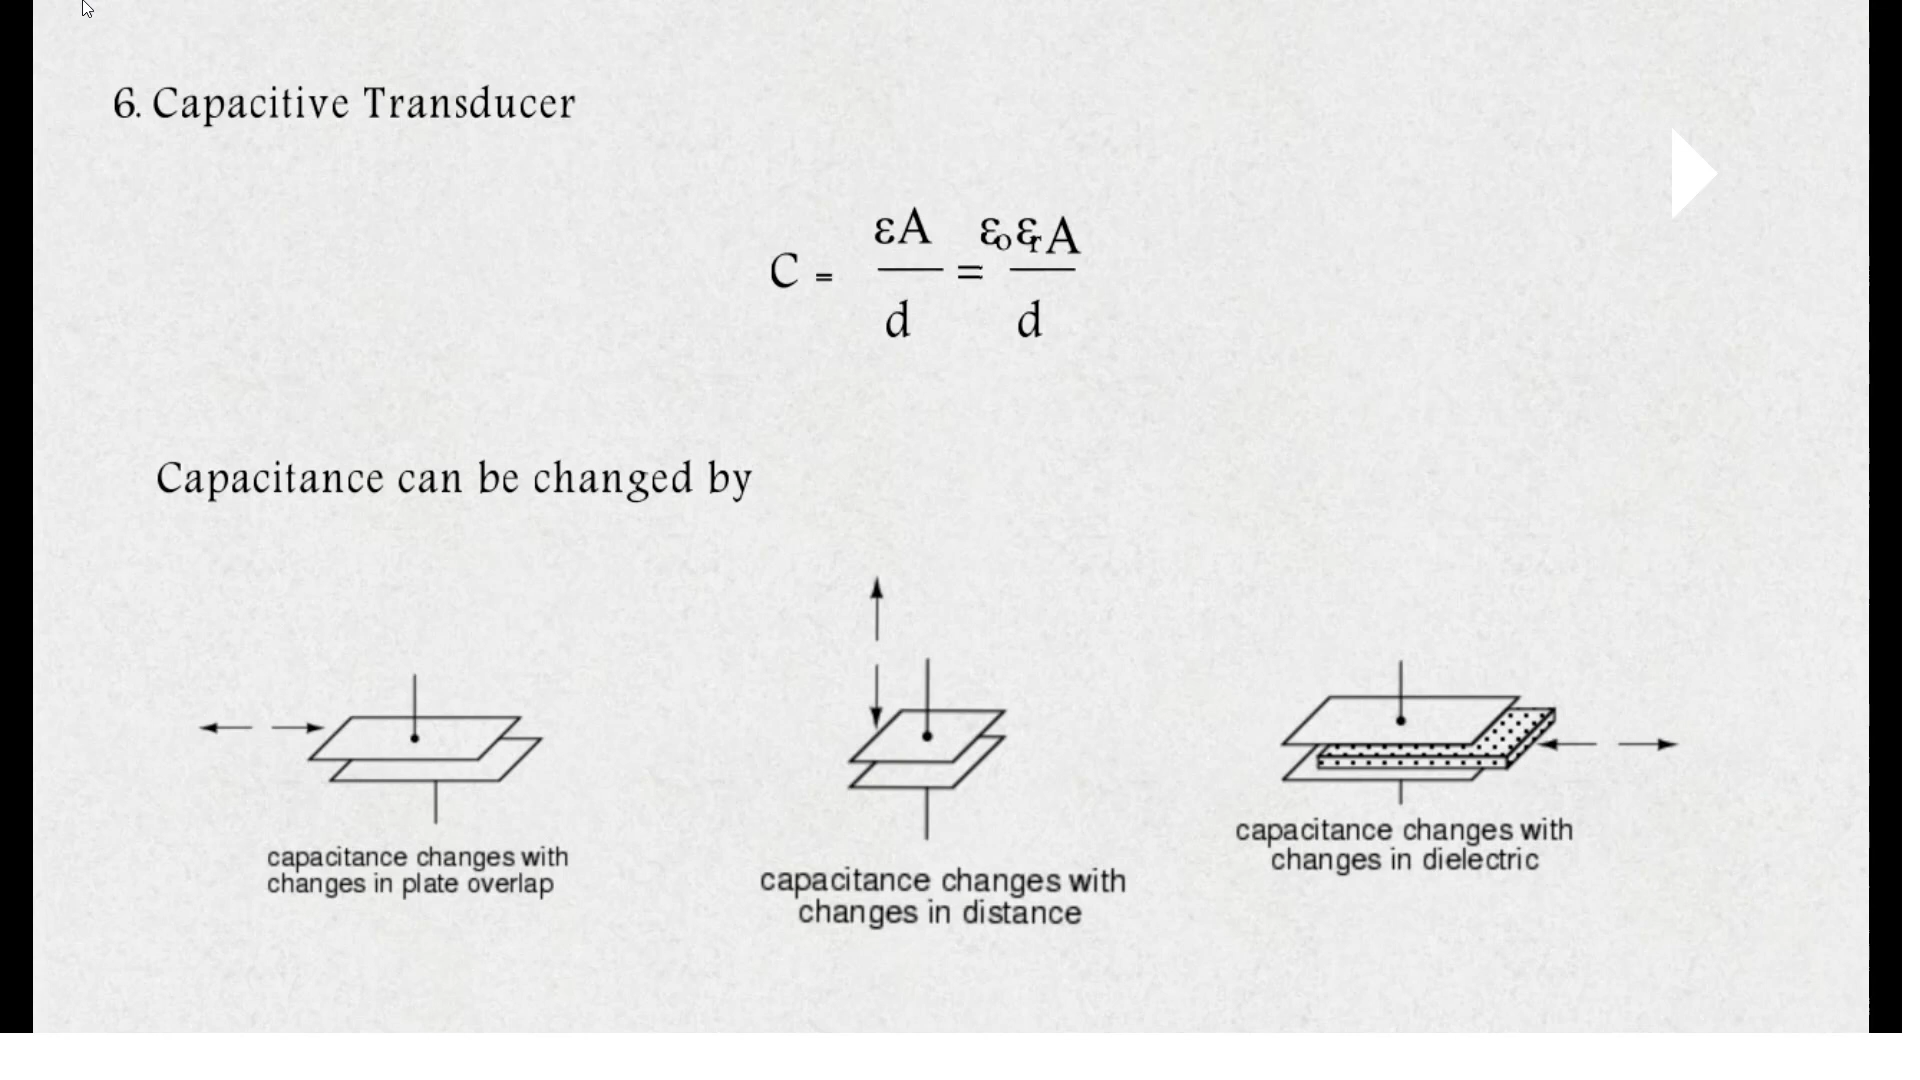 6. Capacitive Transducer
C = εA / d = ε₀εᵣA / d
Capacitance can be changed by
capacitance changes with
changes in plate overlap
capacitance changes with
changes in distance
capacitance changes with
changes in dielectric